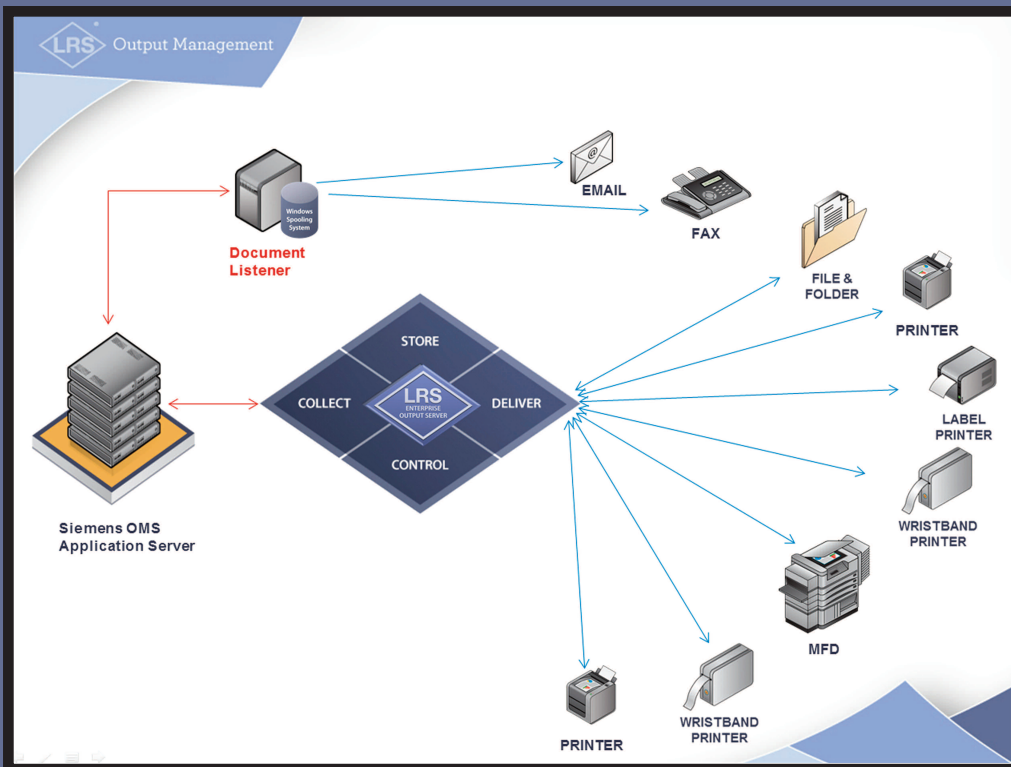 LRS Output Management
Windows
Spooling
System
Document
Listener
@
EMAIL
FAX
FILE &
FOLDER
PRINTER
STORE
COLLECT
LRS
ENTERPRISE
OUTPUT SERVER
DELIVER
CONTROL
LABEL
PRINTER
WRISTBAND
PRINTER
Siemens OMS
Application Server
MFD
PRINTER
WRISTBAND
PRINTER